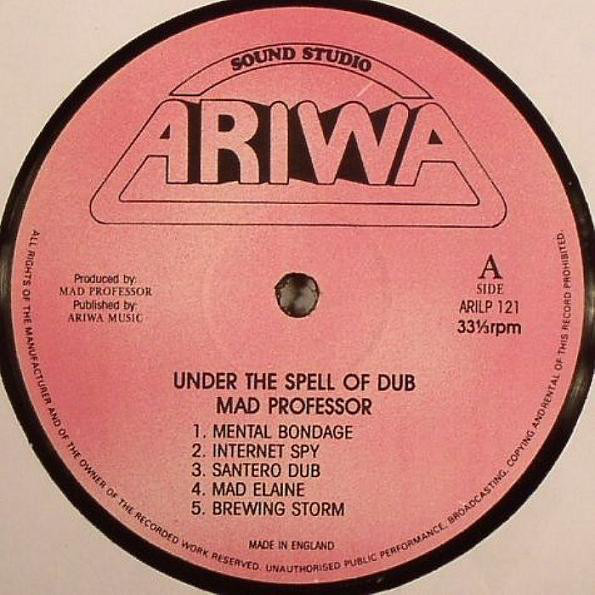 SOUND STUDIO
ARIWA
Produced by:
MAD PROFESSOR
Published by:
ARIWA MUSIC
A
SIDE
ARILP 121
33⅓rpm
UNDER THE SPELL OF DUB
MAD PROFESSOR
1. MENTAL BONDAGE
2. INTERNET SPY
3. SANTERO DUB
4. MAD ELAINE
5. BREWING STORM
MADE IN ENGLAND
ALL RIGHTS OF THE MANUFACTURER AND OF THE OWNER OF THE RECORDED WORK RESERVED. UNAUTHORISED PUBLIC PERFORMANCE, BROADCASTING, COPYING AND RENTAL OF THIS RECORD PROHIBITED.